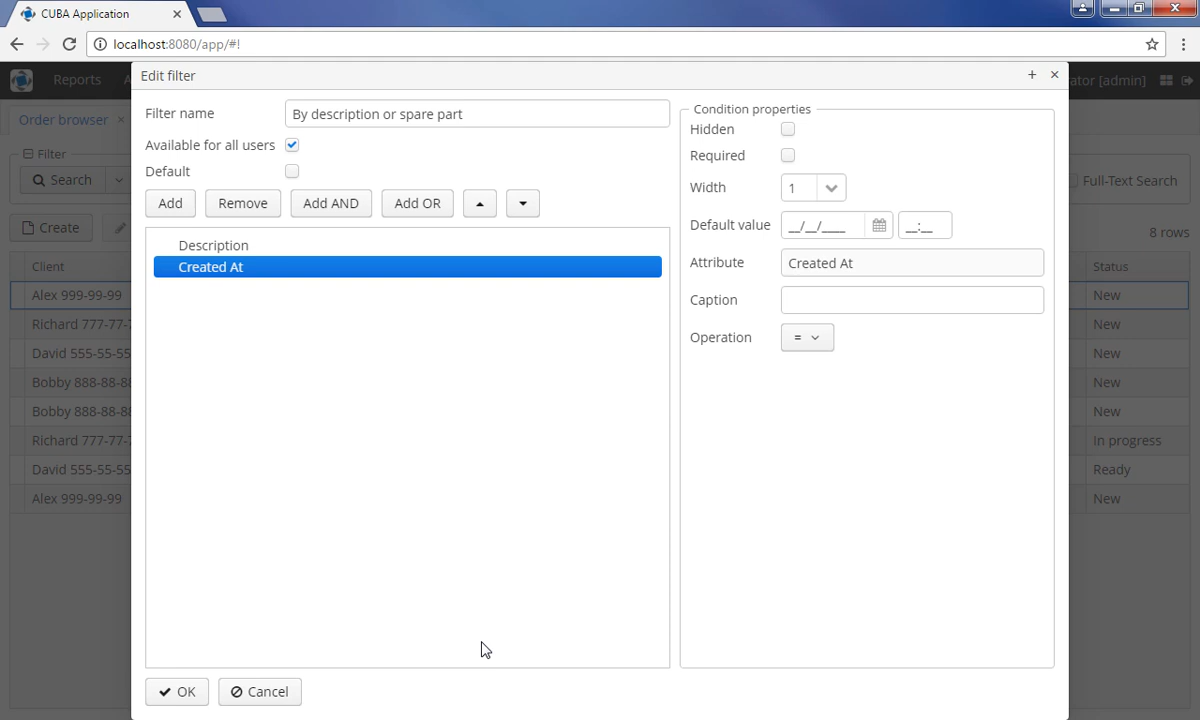 CUBA Application
localhost:8080/app/#!
Edit filter
Reports
ator [admin]
Order browser
Filter
Search
Full-Text Search
Create
8 rows
Filter name
By description or spare part
Available for all users
Default
Add
Remove
Add AND
Add OR
Description
Created At
Condition properties
Hidden
Required
Width
1
Default value
__/__/____
__:__
Attribute
Created At
Caption
Operation
=
Client
Status
Alex 999-99-99
New
Richard 777-77-7
New
David 555-55-55
New
Bobby 888-88-88
New
Bobby 888-88-88
New
Richard 777-77-7
In progress
David 555-55-55
Ready
Alex 999-99-99
New
OK
Cancel